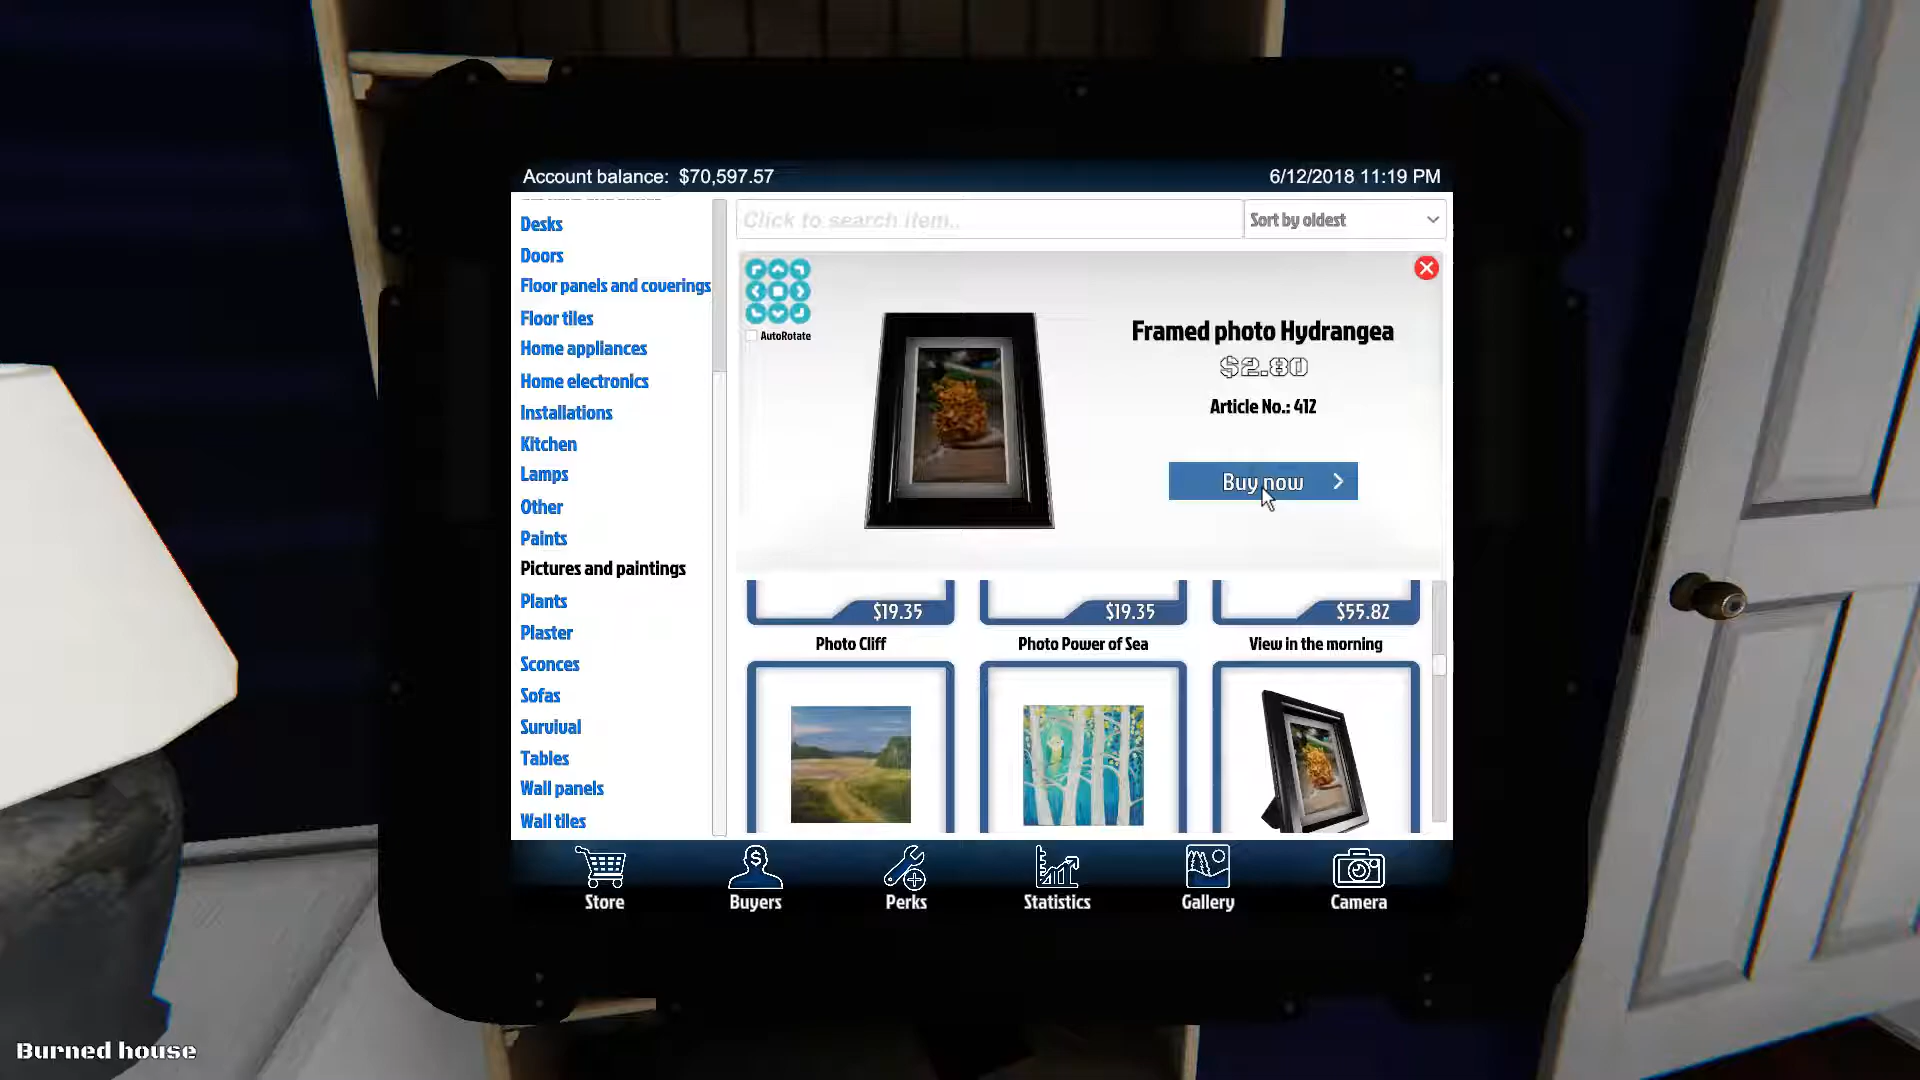 Account balance: $70,597.57
6/12/2018 11:19 PM
Desks
Doors
Floor panels and coverings
Floor tiles
Home appliances
Home electronics
Installations
Kitchen
Lamps
Other
Paints
Pictures and paintings
Plants
Plaster
Sconces
Sofas
Survival
Tables
Wall panels
Wall tiles
Click to search item..
Sort by oldest
AutoRotate
Framed photo Hydrangea
$2.80
Article No.: 412
Buy now
$19.35
$19.35
$55.82
Photo Cliff
Photo Power of Sea
View in the morning
Store
Buyers
Perks
Statistics
Gallery
Camera
Burned house